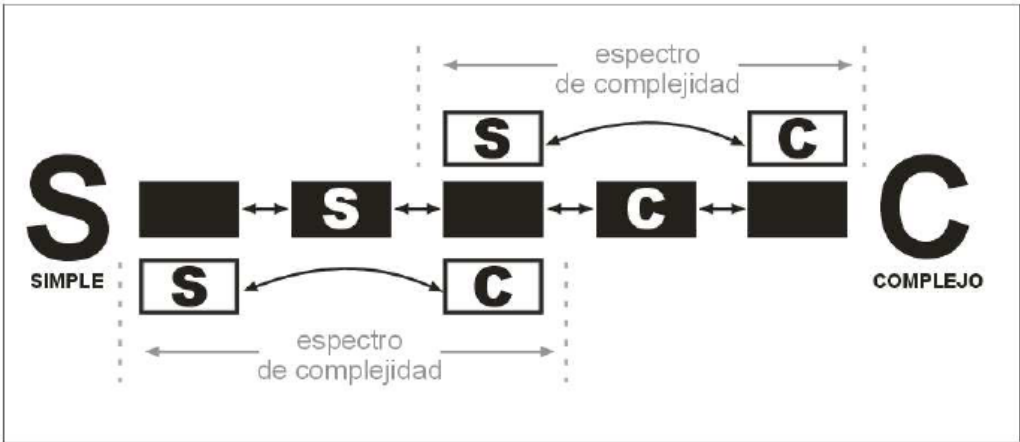 espectro
de complejidad
S C
S S C C
SIMPLE COMPLEJO
S C
espectro
de complejidad